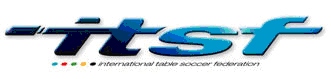 itsf
international table soccer federation